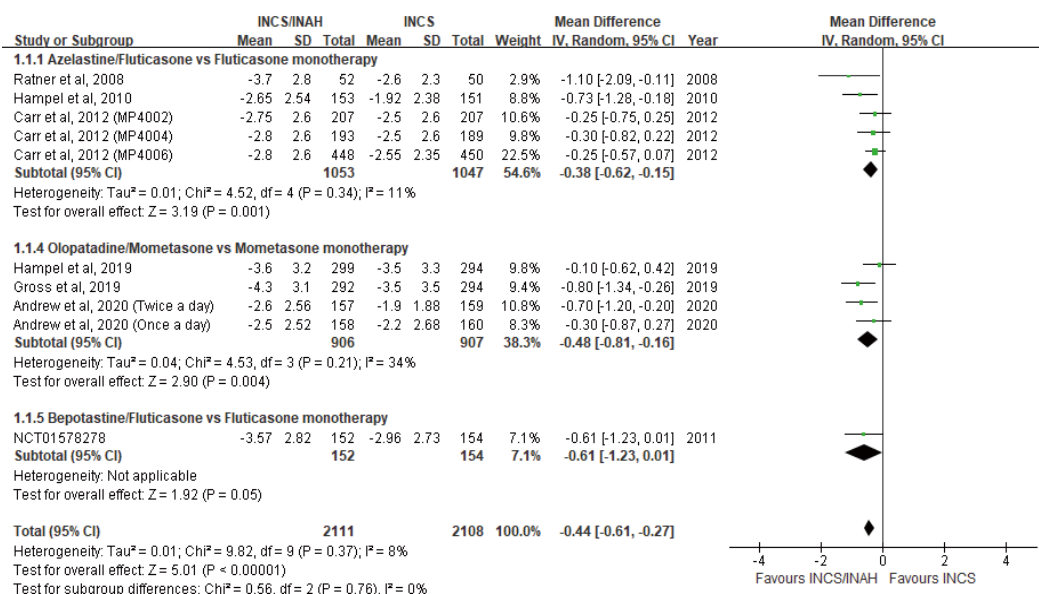 INCS/INAH INCS Mean Difference Mean Difference
Study or Subgroup Mean SD Total Mean SD Total Weight IV, Random, 95% CI Year IV, Random, 95% CI
1.1.1 Azelastine/Fluticasone vs Fluticasone monotherapy
Ratner et al, 2008 -3.7 2.8 52 -2.6 2.3 50 2.9% -1.10 [-2.09, -0.11] 2008
Hampel et al, 2010 -2.65 2.54 153 -1.92 2.38 151 8.8% -0.73 [-1.28, -0.18] 2010
Carr et al, 2012 (MP4002) -2.75 2.6 207 -2.5 2.6 207 10.6% -0.25 [-0.75, 0.25] 2012
Carr et al, 2012 (MP4004) -2.8 2.6 193 -2.5 2.6 189 9.8% -0.30 [-0.82, 0.22] 2012
Carr et al, 2012 (MP4006) -2.8 2.6 448 -2.55 2.35 450 22.5% -0.25 [-0.57, 0.07] 2012
Subtotal (95% CI) 1053 1047 54.6% -0.38 [-0.62, -0.15]
Heterogeneity: Tau² = 0.01; Chi² = 4.52, df = 4 (P = 0.34); I² = 11%
Test for overall effect: Z = 3.19 (P = 0.001)
1.1.4 Olopatadine/Mometasone vs Mometasone monotherapy
Hampel et al, 2019 -3.6 3.2 299 -3.5 3.3 294 9.8% -0.10 [-0.62, 0.42] 2019
Gross et al, 2019 -4.3 3.1 292 -3.5 3.5 294 9.4% -0.80 [-1.34, -0.26] 2019
Andrew et al, 2020 (Twice a day) -2.6 2.56 157 -1.9 1.88 159 10.8% -0.70 [-1.20, -0.20] 2020
Andrew et al, 2020 (Once a day) -2.5 2.52 158 -2.2 2.68 160 8.3% -0.30 [-0.87, 0.27] 2020
Subtotal (95% CI) 906 907 38.3% -0.48 [-0.81, -0.16]
Heterogeneity: Tau² = 0.04; Chi² = 4.53, df = 3 (P = 0.21); I² = 34%
Test for overall effect: Z = 2.90 (P = 0.004)
1.1.5 Bepotastine/Fluticasone vs Fluticasone monotherapy
NCT01578278 -3.57 2.82 152 -2.96 2.73 154 7.1% -0.61 [-1.23, 0.01] 2011
Subtotal (95% CI) 152 154 7.1% -0.61 [-1.23, 0.01]
Heterogeneity: Not applicable
Test for overall effect: Z = 1.92 (P = 0.05)
Total (95% CI) 2111 2108 100.0% -0.44 [-0.61, -0.27]
Heterogeneity: Tau² = 0.01; Chi² = 9.82, df = 9 (P = 0.37); I² = 8%
Test for overall effect: Z = 5.01 (P < 0.00001)
Test for subgroup differences: Chi² = 0.56, df = 2 (P = 0.76), I² = 0%
-4 -2 0 2 4
Favours INCS/INAH Favours INCS